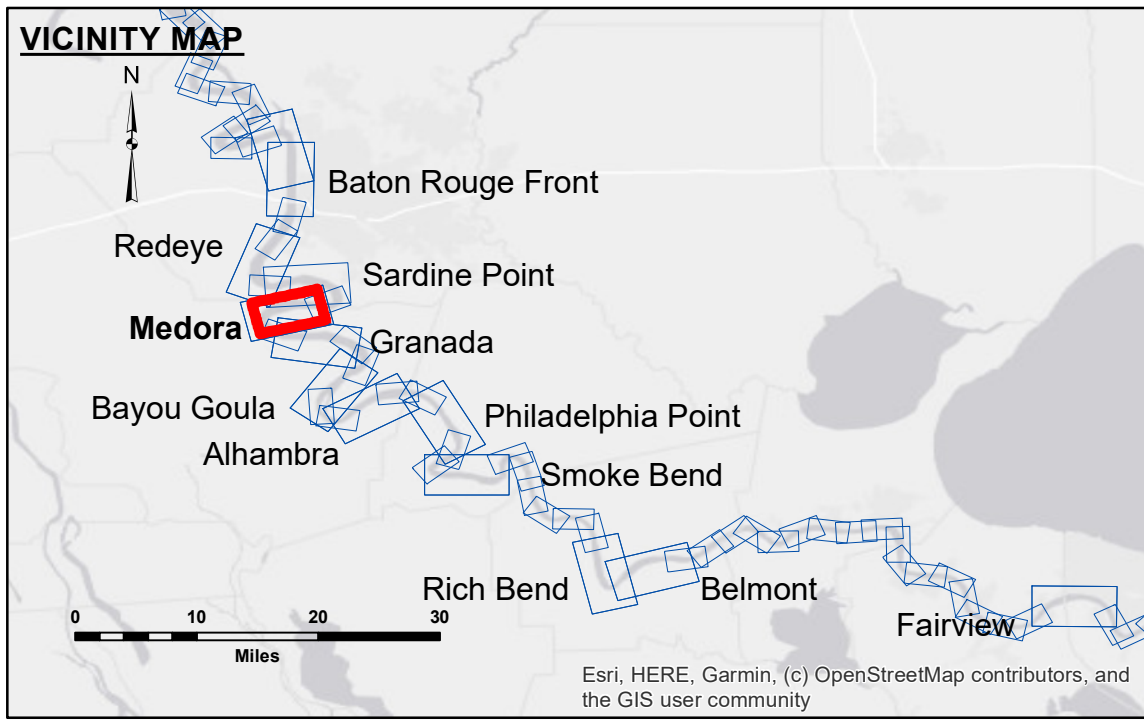 VICINITY MAP
N
Baton Rouge Front
Redeye
Sardine Point
Medora
Granada
Bayou Goula
Philadelphia Point
Alhambra
Smoke Bend
Rich Bend
Belmont
Fairview
0 10 20 30
Miles
Esri, HERE, Garmin, (c) OpenStreetMap contributors, and
the GIS user community